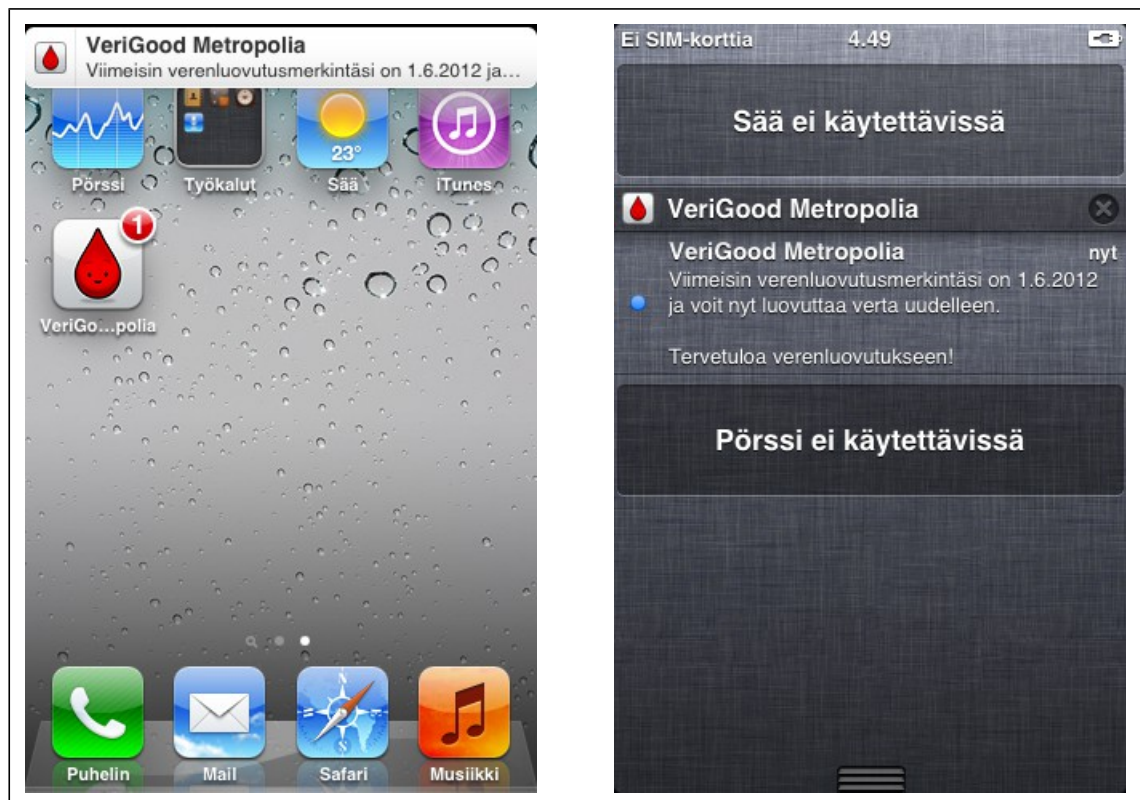 VeriGood Metropolia
Viimeisin verenluovutusmerkintäsi on 1.6.2012 ja...
23°
Pörssi
Työkalut
Sää
iTunes
1
VeriGo...polia
N
S
Puhelin
Mail
Safari
Musiikki
Ei SIM-korttia
4.49
Sää ei käytettävissä
VeriGood Metropolia
VeriGood Metropolia
nyt
Viimeisin verenluovutusmerkintäsi on 1.6.2012
ja voit nyt luovuttaa verta uudelleen.
Tervetuloa verenluovutukseen!
Pörssi ei käytettävissä